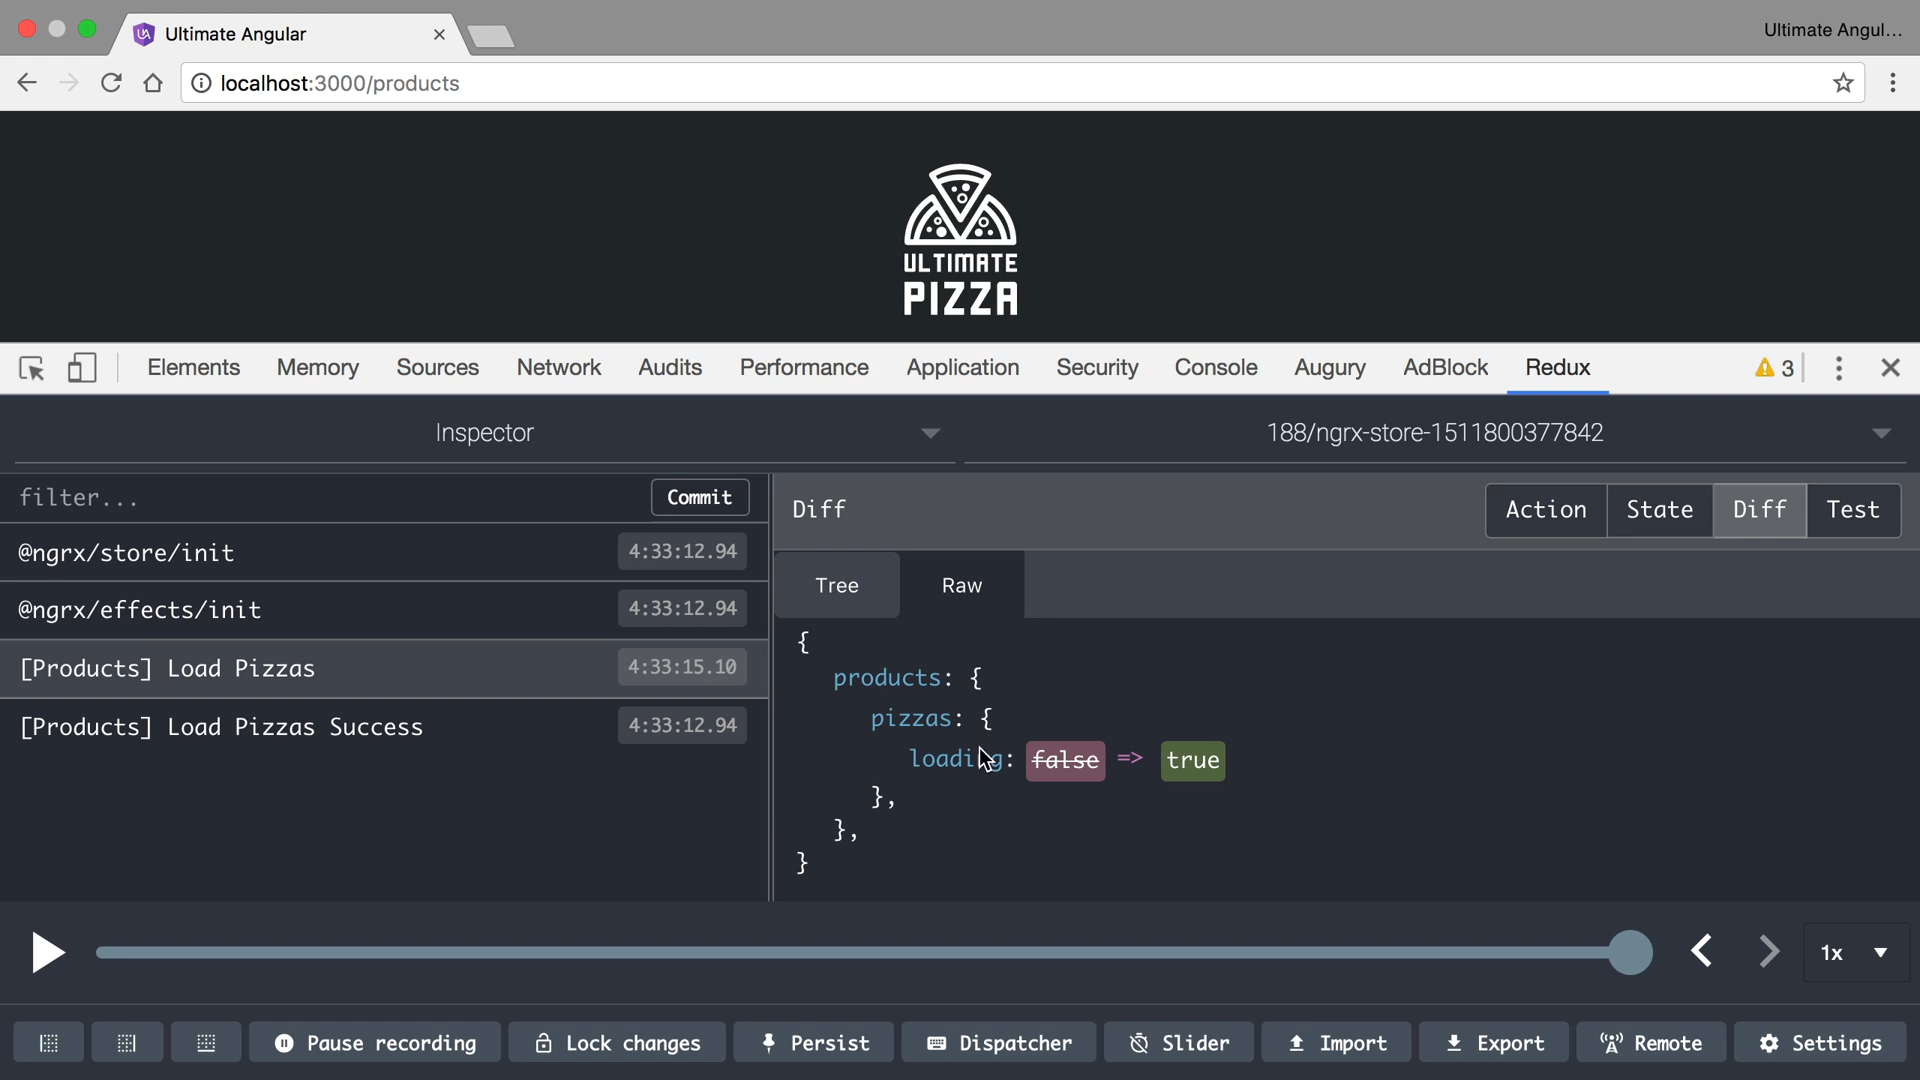 Ultimate Angular
Ultimate Angul...
localhost:3000/products
ULTIMATE
PIZZA
Elements Memory Sources Network Audits Performance Application Security Console Augury AdBlock Redux 3
Inspector
188/ngrx-store-1511800377842
filter...
Commit
Diff
Action State Diff Test
@ngrx/store/init 4:33:12.94
@ngrx/effects/init 4:33:12.94
[Products] Load Pizzas 4:33:15.10
[Products] Load Pizzas Success 4:33:12.94
Tree Raw
{
products: {
pizzas: {
loading: false => true
},
},
}
1x
Pause recording Lock changes Persist Dispatcher Slider Import Export Remote Settings